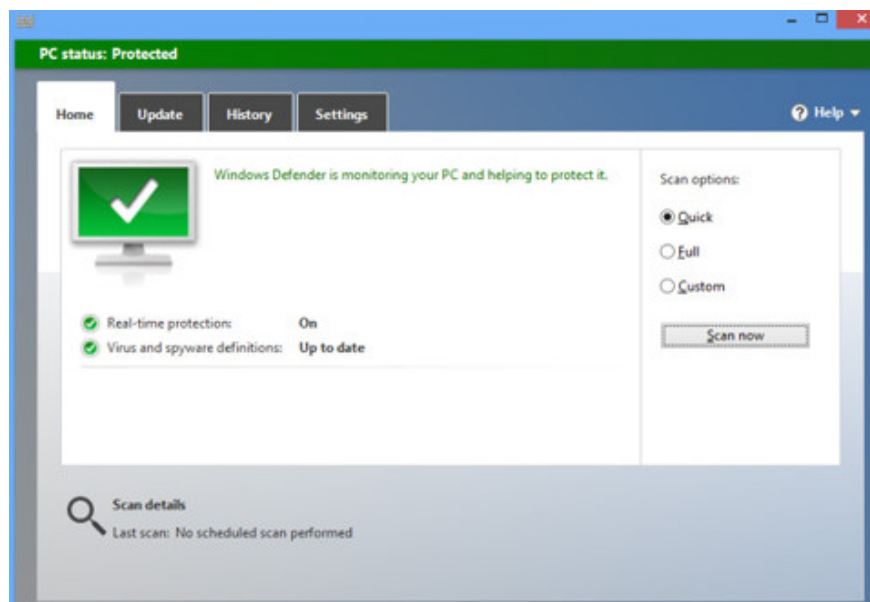 PC status: Protected
Home
Update
History
Settings
Help
Windows Defender is monitoring your PC and helping to protect it.
Scan options:
Quick
Full
Custom
Scan now
Real-time protection: On
Virus and spyware definitions: Up to date
Scan details
Last scan: No scheduled scan performed